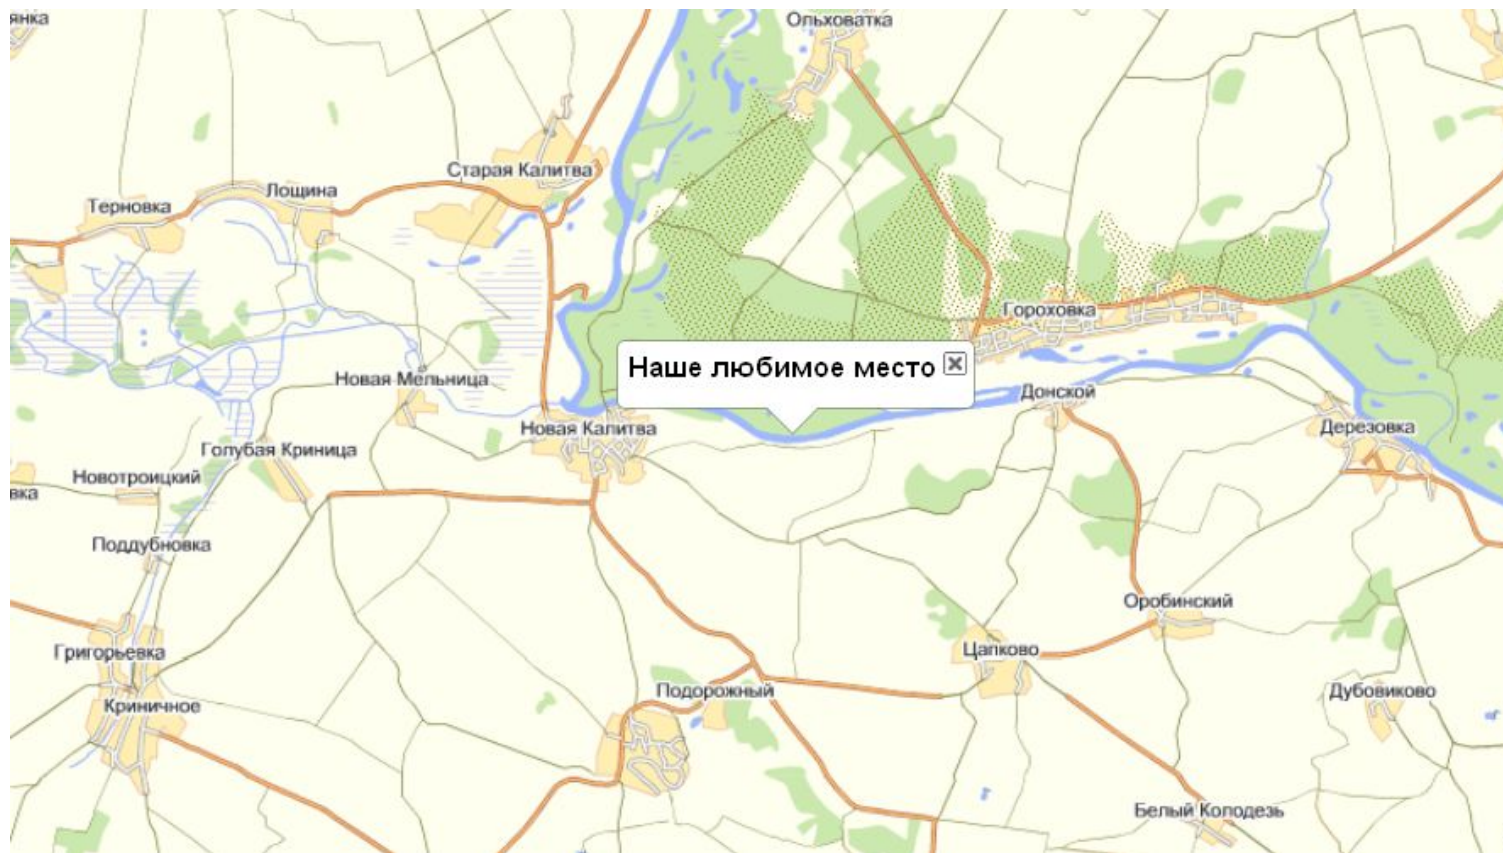 янка
Ольховатка
Старая Калитва
Лощина
Терновка
Гороховка
Наше любимое место
Новая Мельница
Донской
Новая Калитва
Дерезовка
Голубая Криница
Новотроицкий
вка
Поддубновка
Оробинский
Григорьевка
Цапково
Подорожный
Дубовиково
Криничное
Белый Колодезь